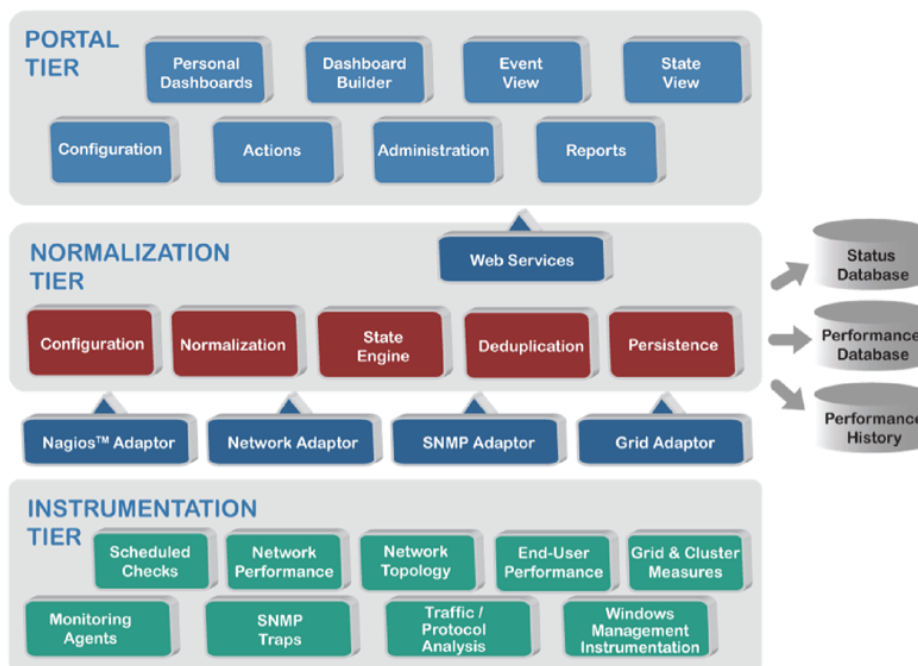 PORTAL
TIER
Personal
Dashboards
Dashboard
Builder
Event
View
State
View
Configuration
Actions
Administration
Reports
NORMALIZATION
TIER
Web Services
Configuration
Normalization
State
Engine
Deduplication
Persistence
Status
Database
Performance
Database
Performance
History
Nagios™ Adaptor
Network Adaptor
SNMP Adaptor
Grid Adaptor
INSTRUMENTATION
TIER
Scheduled
Checks
Network
Performance
Network
Topology
End-User
Performance
Grid & Cluster
Measures
Monitoring
Agents
SNMP
Traps
Traffic /
Protocol
Analysis
Windows
Management
Instrumentation